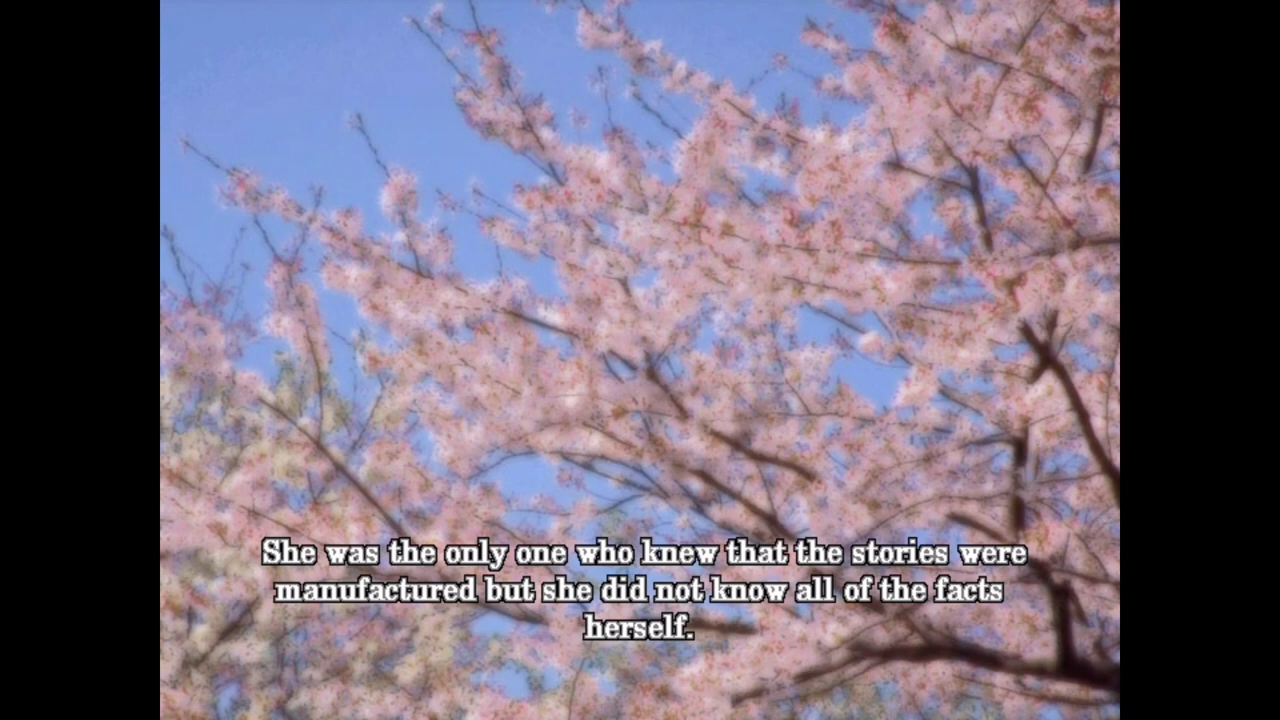 She was the only one who knew that the stories were
manufactured but she did not know all of the facts
herself.